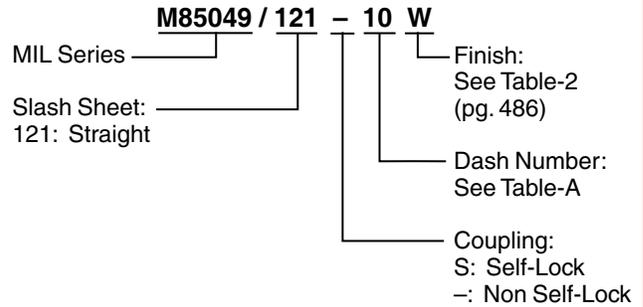 M85049 / 121 – 10 W
MIL Series
Slash Sheet:
121: Straight
Finish:
See Table-2
(pg. 486)
Dash Number:
See Table-A
Coupling:
S: Self-Lock
–: Non Self-Lock